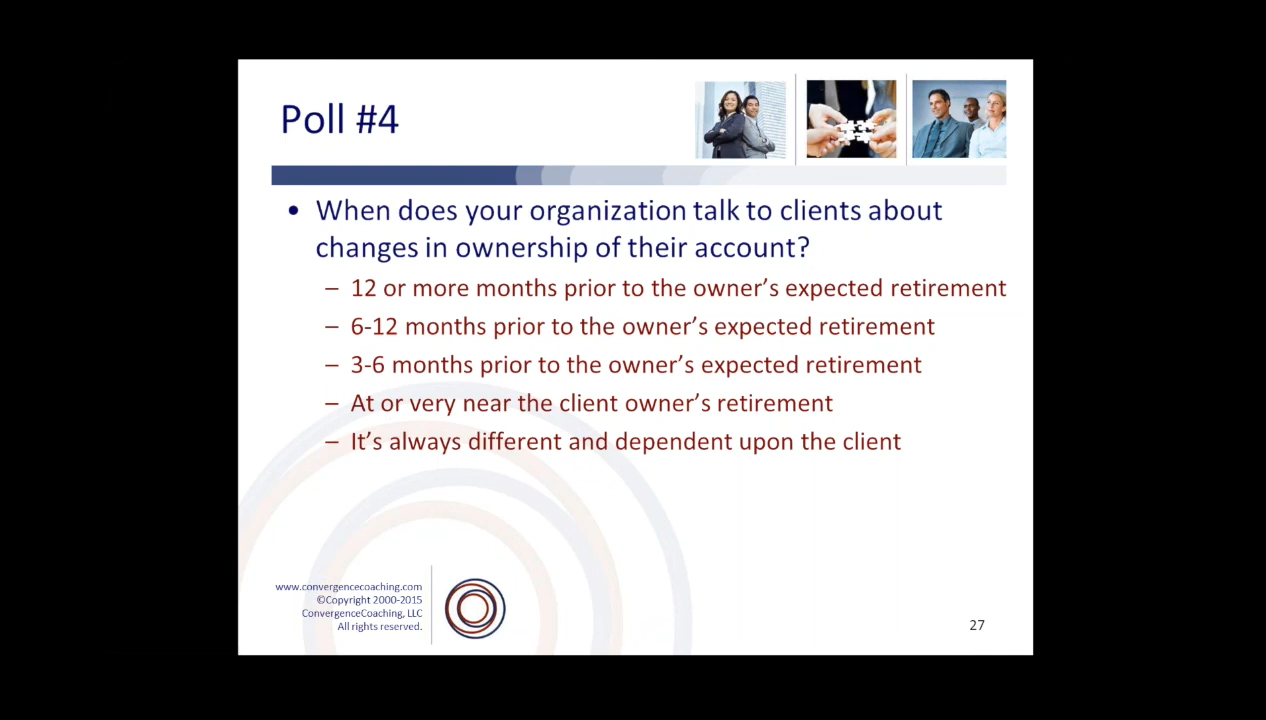 Poll #4
• When does your organization talk to clients about
changes in ownership of their account?
– 12 or more months prior to the owner’s expected retirement
– 6-12 months prior to the owner’s expected retirement
– 3-6 months prior to the owner’s expected retirement
– At or very near the client owner’s retirement
– It’s always different and dependent upon the client
www.convergencecoaching.com
©Copyright 2000-2015
ConvergenceCoaching, LLC
All rights reserved.
27